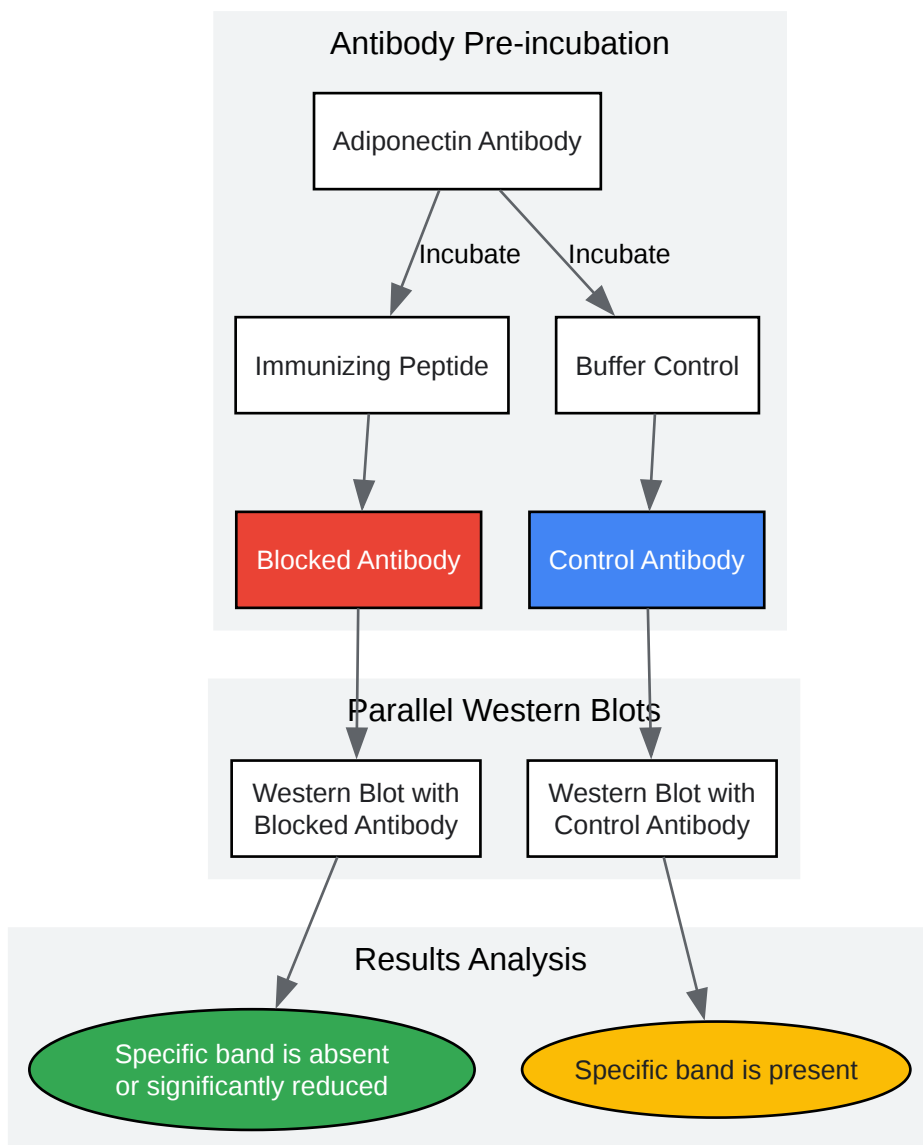 Antibody Pre-incubation
Adiponectin Antibody
Incubate
Incubate
Immunizing Peptide
Buffer Control
Blocked Antibody
Control Antibody
Parallel Western Blots
Western Blot with
Blocked Antibody
Western Blot with
Control Antibody
Results Analysis
Specific band is absent
or significantly reduced
Specific band is present